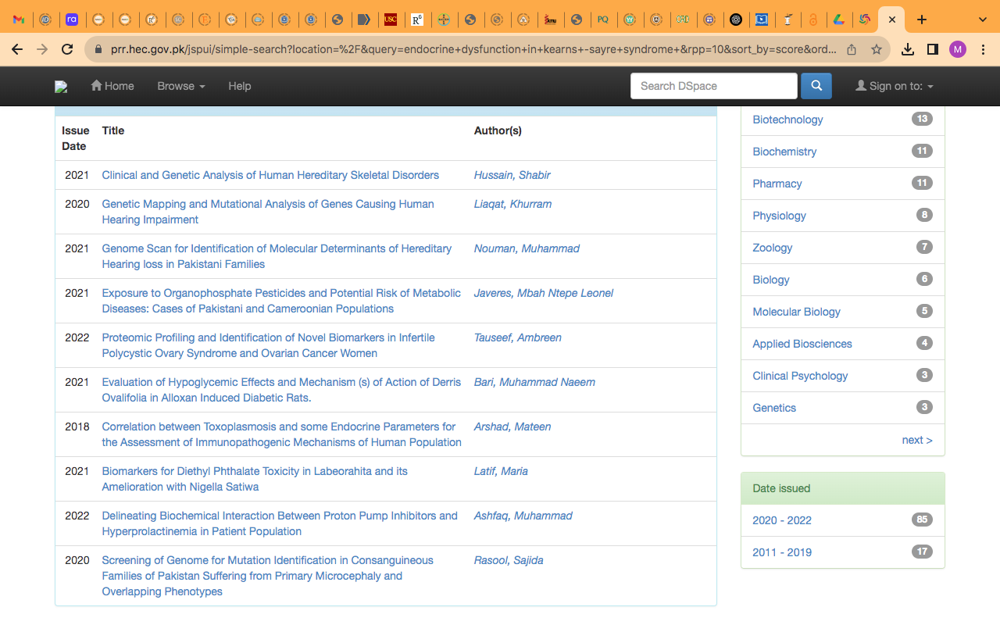 prr.hec.gov.pk/jspui/simple-search?location=%2F&query=endocrine+dysfunction+in+kearns+-sayre+syndrome+&rpp=10&sort_by=score&ord...
M
Home
Browse
Help
Search DSpace
Sign on to:
Issue Date
Title
Author(s)
2021 Clinical and Genetic Analysis of Human Hereditary Skeletal Disorders Hussain, Shabir
2020 Genetic Mapping and Mutational Analysis of Genes Causing Human Liaqat, Khurram
Hearing Impairment
2021 Genome Scan for Identification of Molecular Determinants of Hereditary Nouman, Muhammad
Hearing loss in Pakistani Families
2021 Exposure to Organophosphate Pesticides and Potential Risk of Metabolic Javeres, Mbah Ntepe Leonel
Diseases: Cases of Pakistani and Cameroonian Populations
2022 Proteomic Profiling and Identification of Novel Biomarkers in Infertile Tauseef, Ambreen
Polycystic Ovary Syndrome and Ovarian Cancer Women
2021 Evaluation of Hypoglycemic Effects and Mechanism (s) of Action of Derris Bari, Muhammad Naeem
Ovalifolia in Alloxan Induced Diabetic Rats.
2018 Correlation between Toxoplasmosis and some Endocrine Parameters for Arshad, Mateen
the Assessment of Immunopathogenic Mechanisms of Human Population
2021 Biomarkers for Diethyl Phthalate Toxicity in Labeorahita and its Latif, Maria
Amelioration with Nigella Satiwa
2022 Delineating Biochemical Interaction Between Proton Pump Inhibitors and Ashfaq, Muhammad
Hyperprolactinemia in Patient Population
2020 Screening of Genome for Mutation Identification in Consanguineous Rasool, Sajida
Families of Pakistan Suffering from Primary Microcephaly and
Overlapping Phenotypes
Biotechnology 13
Biochemistry 11
Pharmacy 11
Physiology 8
Zoology 7
Biology 6
Molecular Biology 5
Applied Biosciences 4
Clinical Psychology 3
Genetics 3
next >
Date issued
2020 - 2022 85
2011 - 2019 17